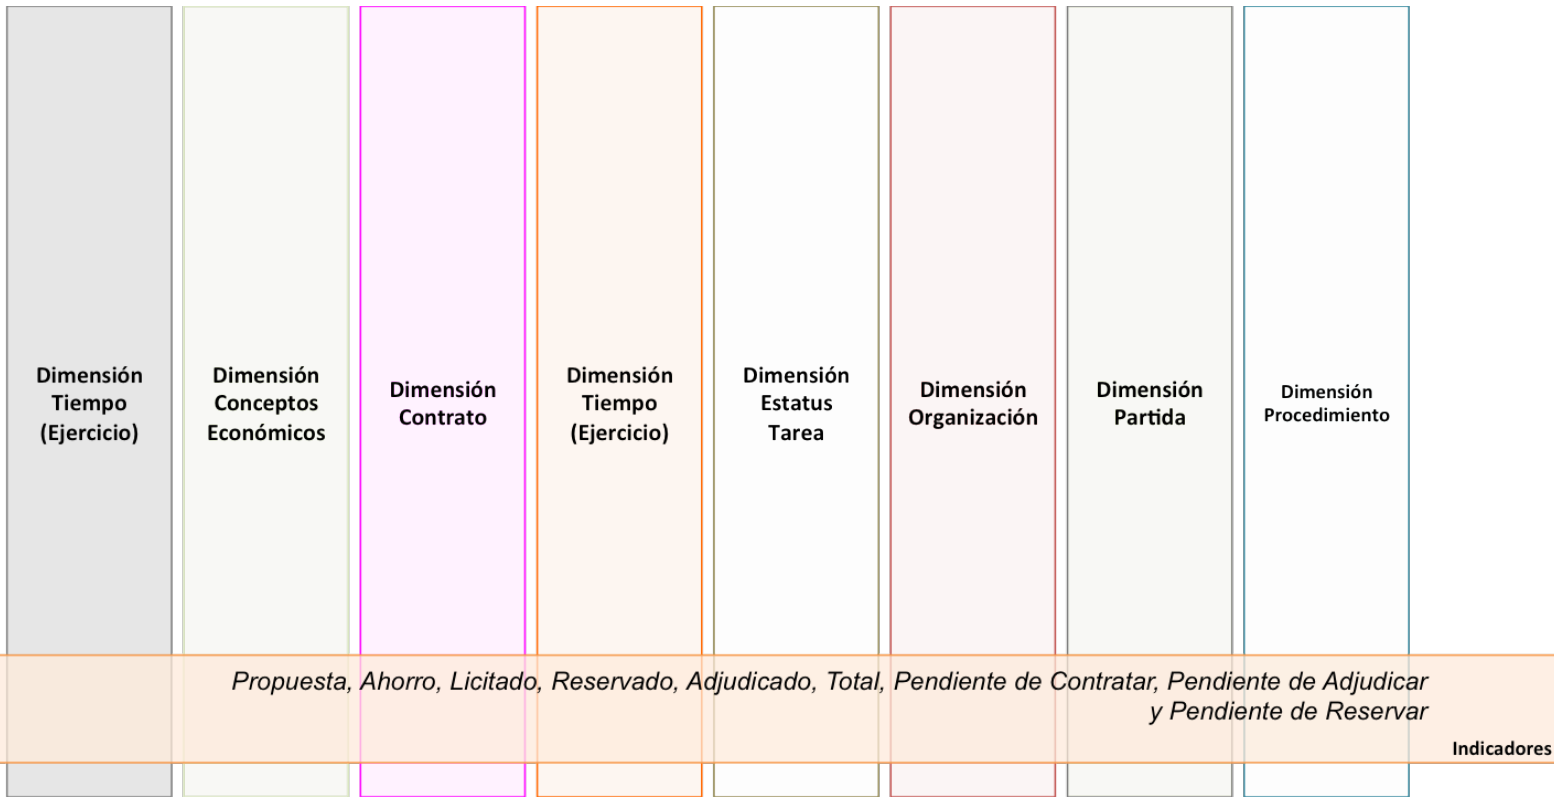 Dimensión
Tiempo
(Ejercicio)
Dimensión
Conceptos
Económicos
Dimensión
Contrato
Dimensión
Tiempo
(Ejercicio)
Dimensión
Estatus
Tarea
Dimensión
Organización
Dimensión
Partida
Dimensión
Procedimiento
Propuesta, Ahorro, Licitado, Reservado, Adjudicado, Total, Pendiente de Contratar, Pendiente de Adjudicar
y Pendiente de Reservar
Indicadores